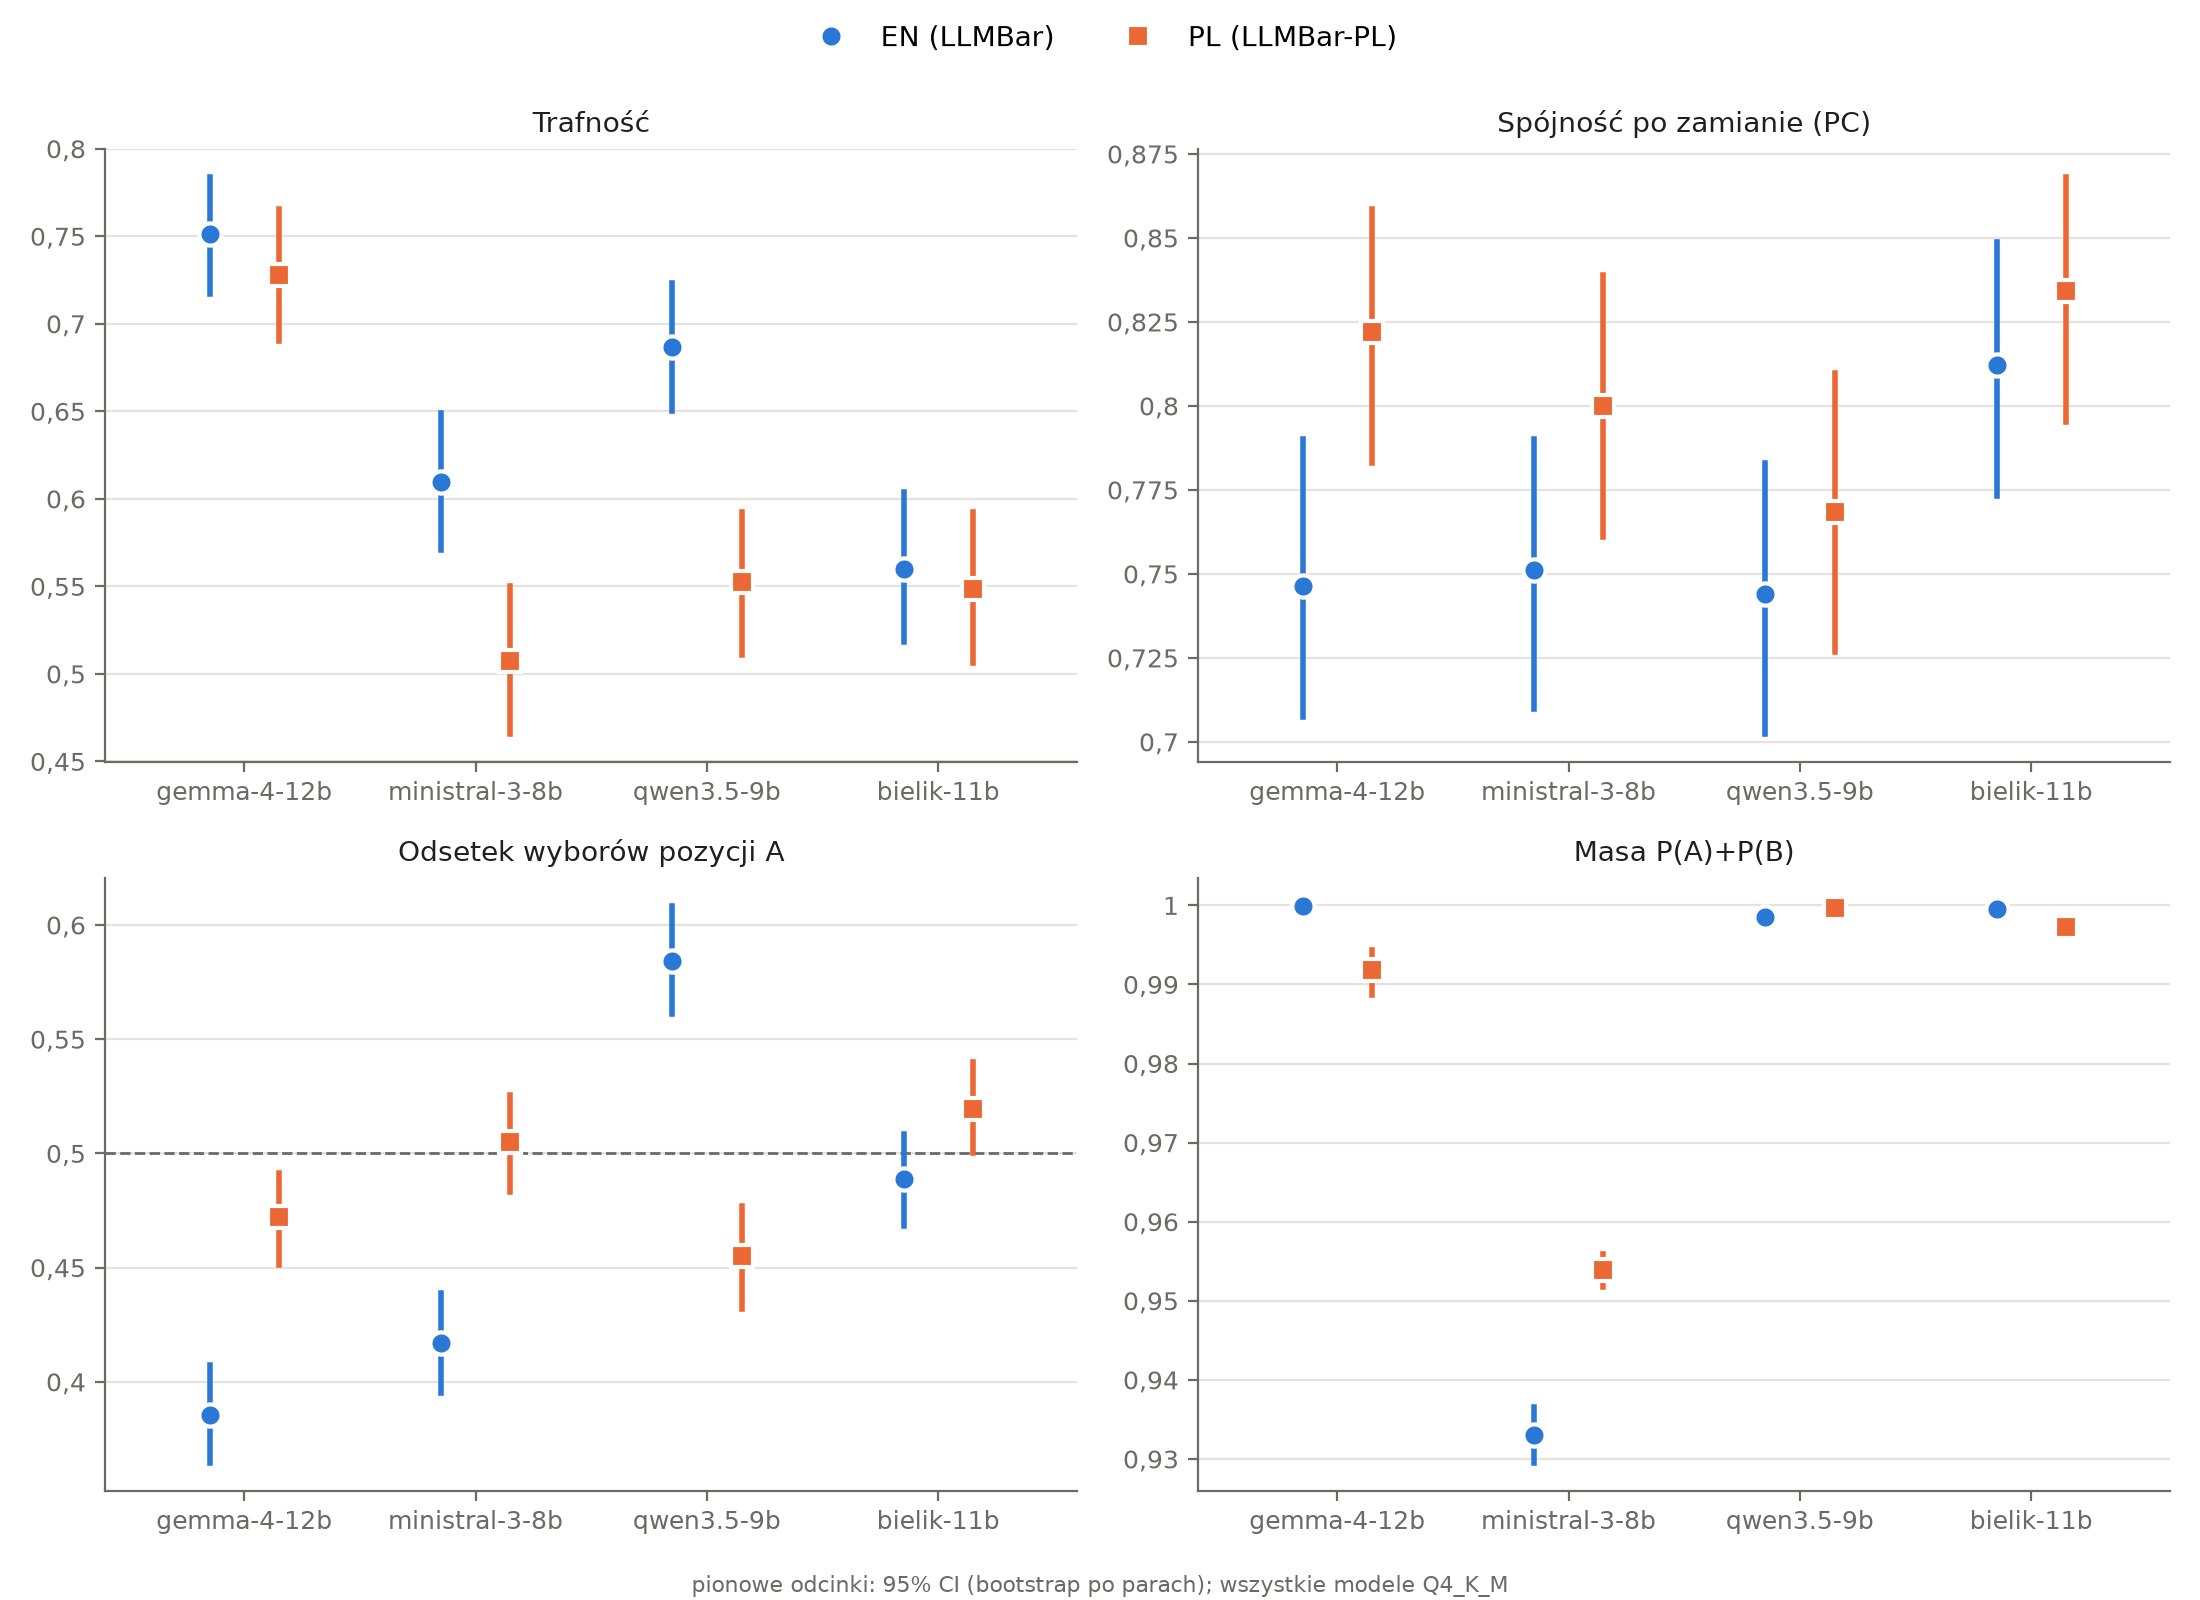 EN (LLMBar) PL (LLMBar-PL)
Trafność
0,8
0,75
0,7
0,65
0,6
0,55
0,5
0,45
gemma-4-12b ministral-3-8b qwen3.5-9b bielik-11b
Spójność po zamianie (PC)
0,875
0,85
0,825
0,8
0,775
0,75
0,725
0,7
gemma-4-12b ministral-3-8b qwen3.5-9b bielik-11b
Odsetek wyborów pozycji A
0,6
0,55
0,5
0,45
0,4
gemma-4-12b ministral-3-8b qwen3.5-9b bielik-11b
Masa P(A)+P(B)
1
0,99
0,98
0,97
0,96
0,95
0,94
0,93
gemma-4-12b ministral-3-8b qwen3.5-9b bielik-11b
pionowe odcinki: 95% CI (bootstrap po parach); wszystkie modele Q4_K_M